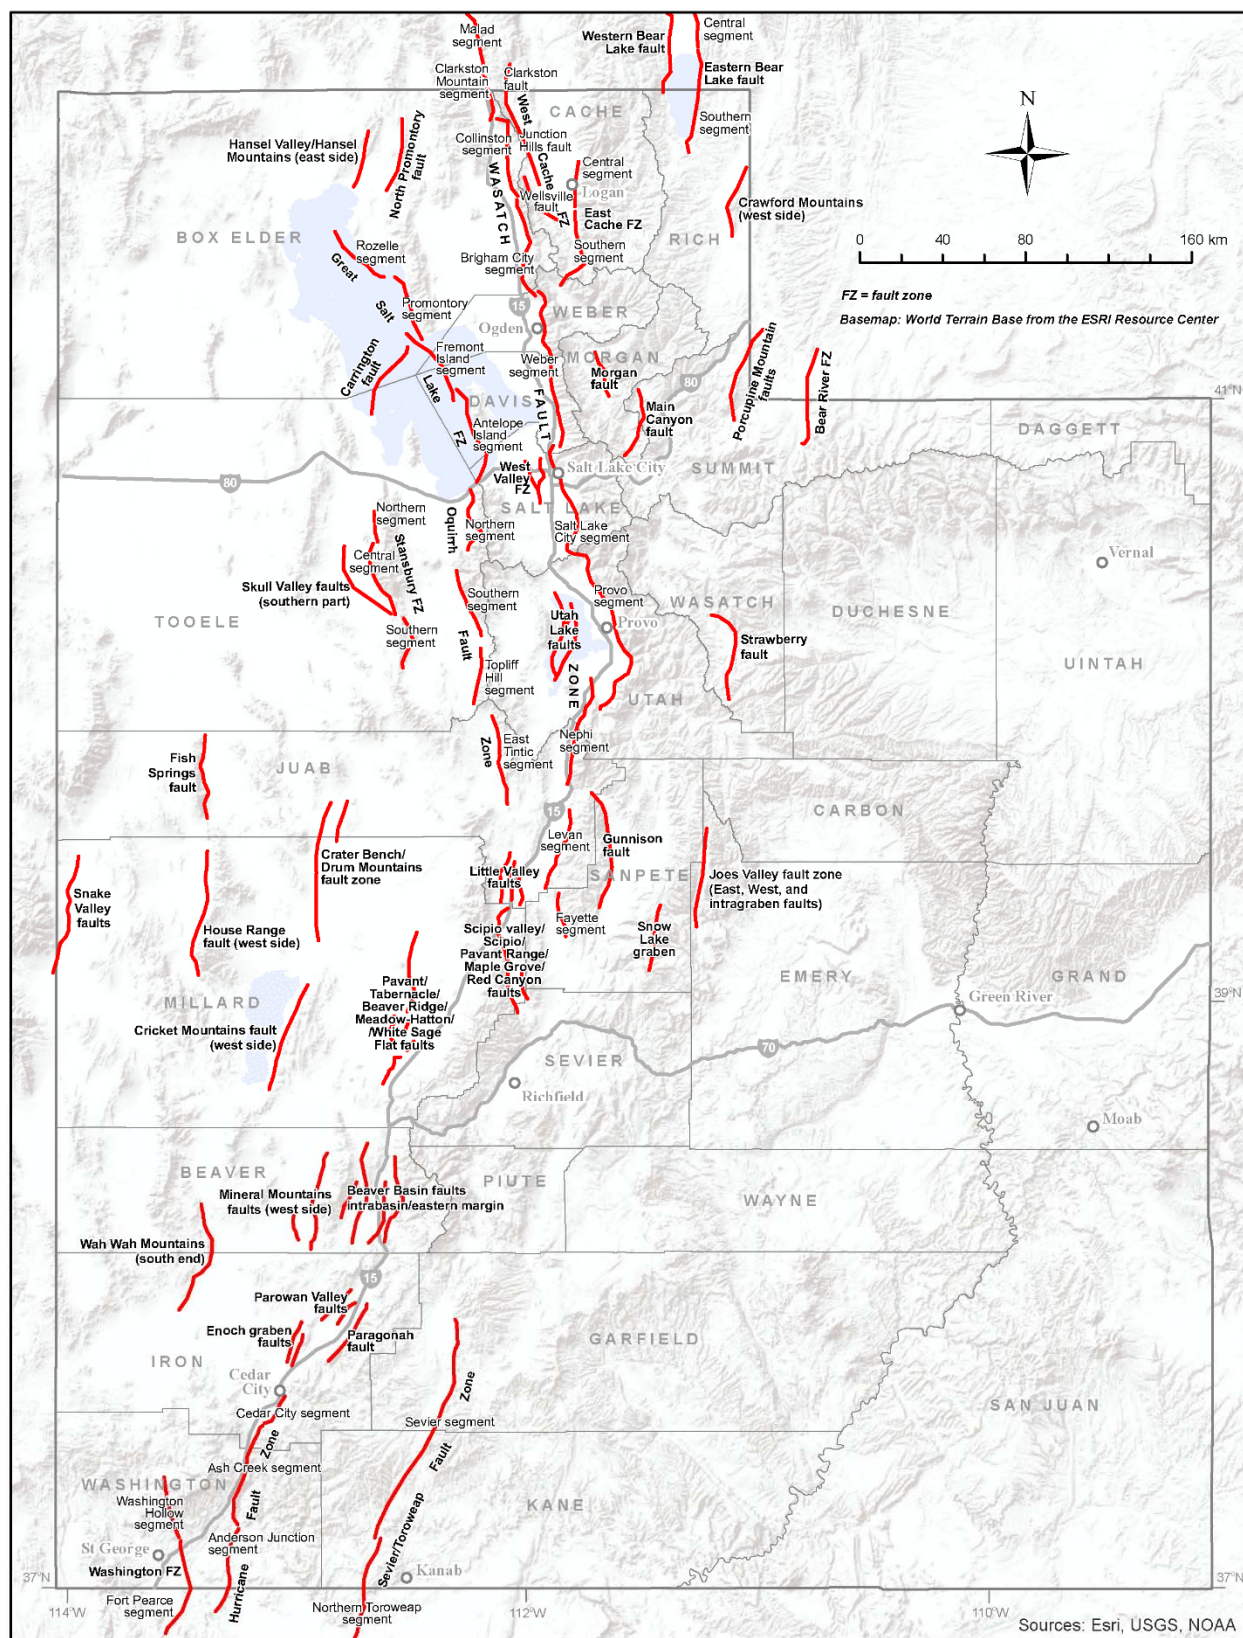 Malad
segment
Western Bear
Lake fault
Central
segment
Eastern Bear
Lake fault
Clarkston
Mountain
segment
Clarkston
fault
West
Cache
FZ
CACHE
N
Southern
segment
Hansel Valley/Hansel
Mountains (east side)
North Promontory
fault
Collinston
segment
Junction
Hills fault
Central
segment
Logan
Wellsville
fault
East
Cache FZ
Crawford Mountains
(west side)
WASATCH
FAULT
ZONE
BOX ELDER
RICH
Rozelle
segment
Great
Salt
Lake
FZ
Brigham City
segment
Southern
segment
0 40 80 160 km
FZ = fault zone
Basemap: World Terrain Base from the ESRI Resource Center
Promontory
segment
15
WEBER
Ogden
Carrington
fault
Fremont
Island
segment
Weber
segment
MORGAN
Morgan
fault
80
Porcupine Mountain
faults
Bear River FZ
41°N
DAVIS
Main
Canyon
fault
DAGGETT
Antelope
Island
segment
West
Valley
FZ
Salt Lake City
SUMMIT
80
SALT LAKE
Northern
segment
Oquirrh
Fault
Zone
Northern
segment
Salt Lake
City segment
Central
segment
Stansbury FZ
Vernal
Skull Valley faults
(southern part)
Southern
segment
Provo
segment
WASATCH
DUCHESNE
TOOELE
Southern
segment
Utah
Lake
faults
Provo
Strawberry
fault
UINTAH
Topliff
Hill
segment
UTAH
Fish
Springs
fault
JUAB
East
Tintic
segment
Nephi
segment
15
CARBON
Crater Bench/
Drum Mountains
fault zone
Levan
segment
Gunnison
fault
Little Valley
faults
SANPETE
Joes Valley fault zone
(East, West, and
intragraben faults)
Snake
Valley
faults
House Range
fault (west side)
Fayette
segment
Snow
Lake
graben
Scipio valley/
Scipio/
Pavant Range/
Maple Grove/
Red Canyon
faults
EMERY
GRAND
Green River
39°N
MILLARD
Pavant/
Tabernacle/
Beaver Ridge/
Meadow-Hatton/
/White Sage
Flat faults
Cricket Mountains fault
(west side)
70
SEVIER
Richfield
Moab
BEAVER
Mineral Mountains
faults (west side)
Beaver Basin faults
intrabasin/eastern margin
PIUTE
WAYNE
Wah Wah Mountains
(south end)
15
Parowan Valley
faults
Enoch graben
faults
Paragonah
fault
GARFIELD
IRON
Cedar
City
SAN JUAN
Cedar City segment
Sevier segment
Hurricane
Fault
Zone
Sevier/Toroweap
Fault
Zone
Ash Creek segment
WASHINGTON
Washington
Hollow
segment
KANE
Anderson Junction
segment
St George
Washington FZ
Kanab
37°N
37°N
Fort Pearce
segment
Northern Toroweap
segment
114°W
112°W
110°W
Sources: Esri, USGS, NOAA